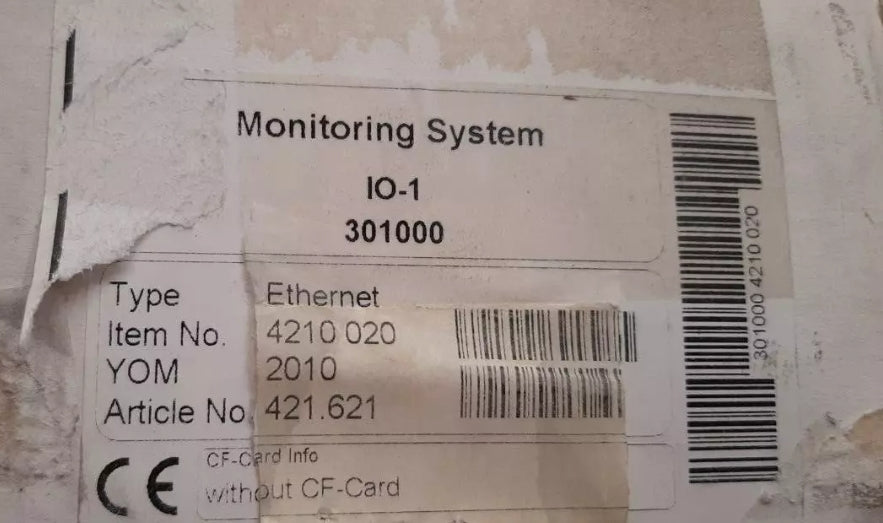 Monitoring System
IO-1
301000
Type Ethernet
Item No. 4210 020
YOM 2010
Article No 421.621
CE
CF-Card Info
without CF-Card
301000 4210 020